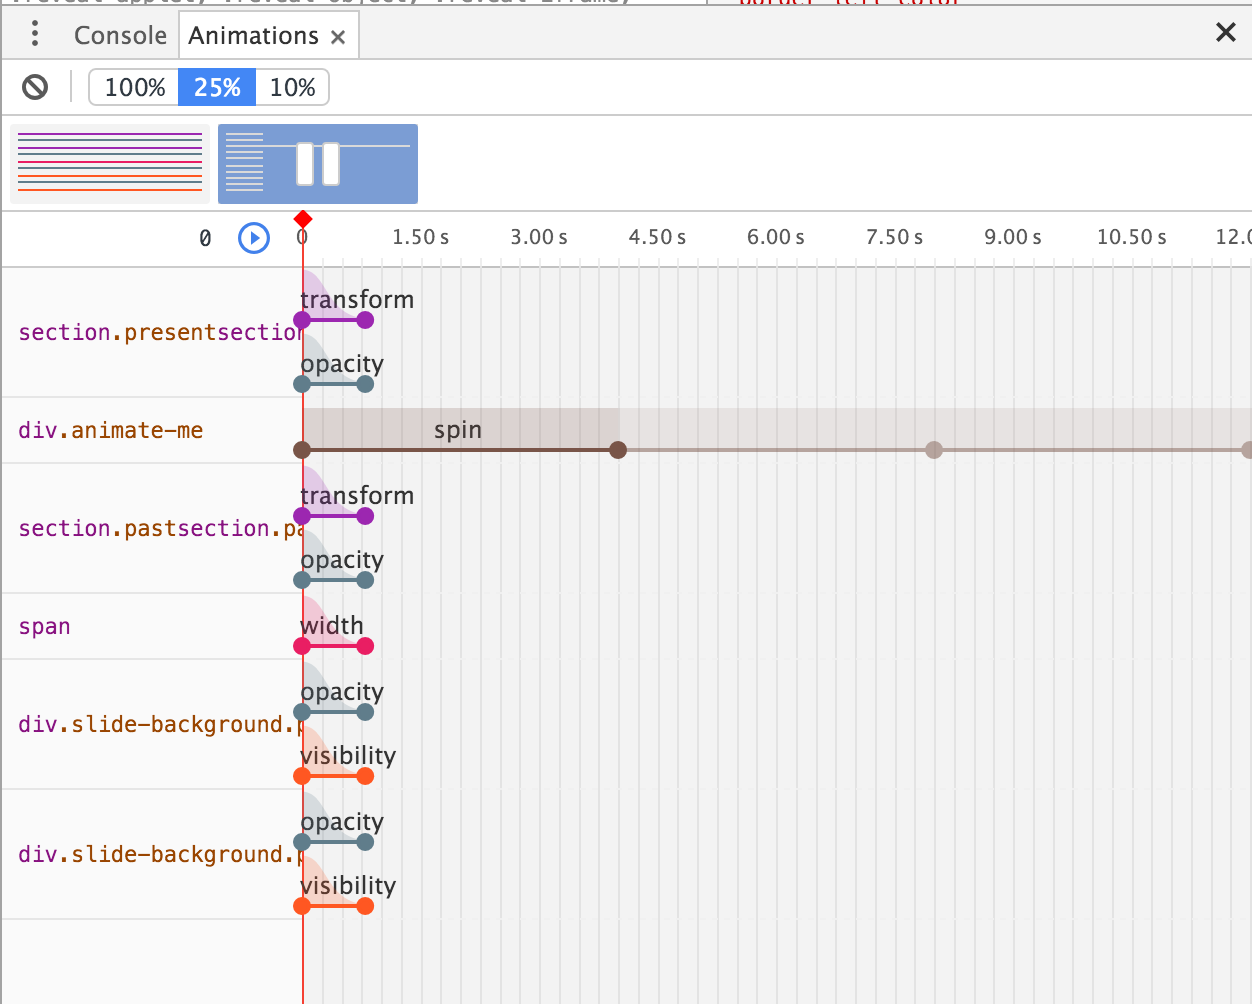 Console Animations ×
100% 25% 10%
0 0 1.50 s 3.00 s 4.50 s 6.00 s 7.50 s 9.00 s 10.50 s 12.0
transform
section.presentsection
opacity
div.animate-me spin
transform
section.pastsection.pa
opacity
span width
opacity
div.slide-background.p
visibility
opacity
div.slide-background.p
visibility